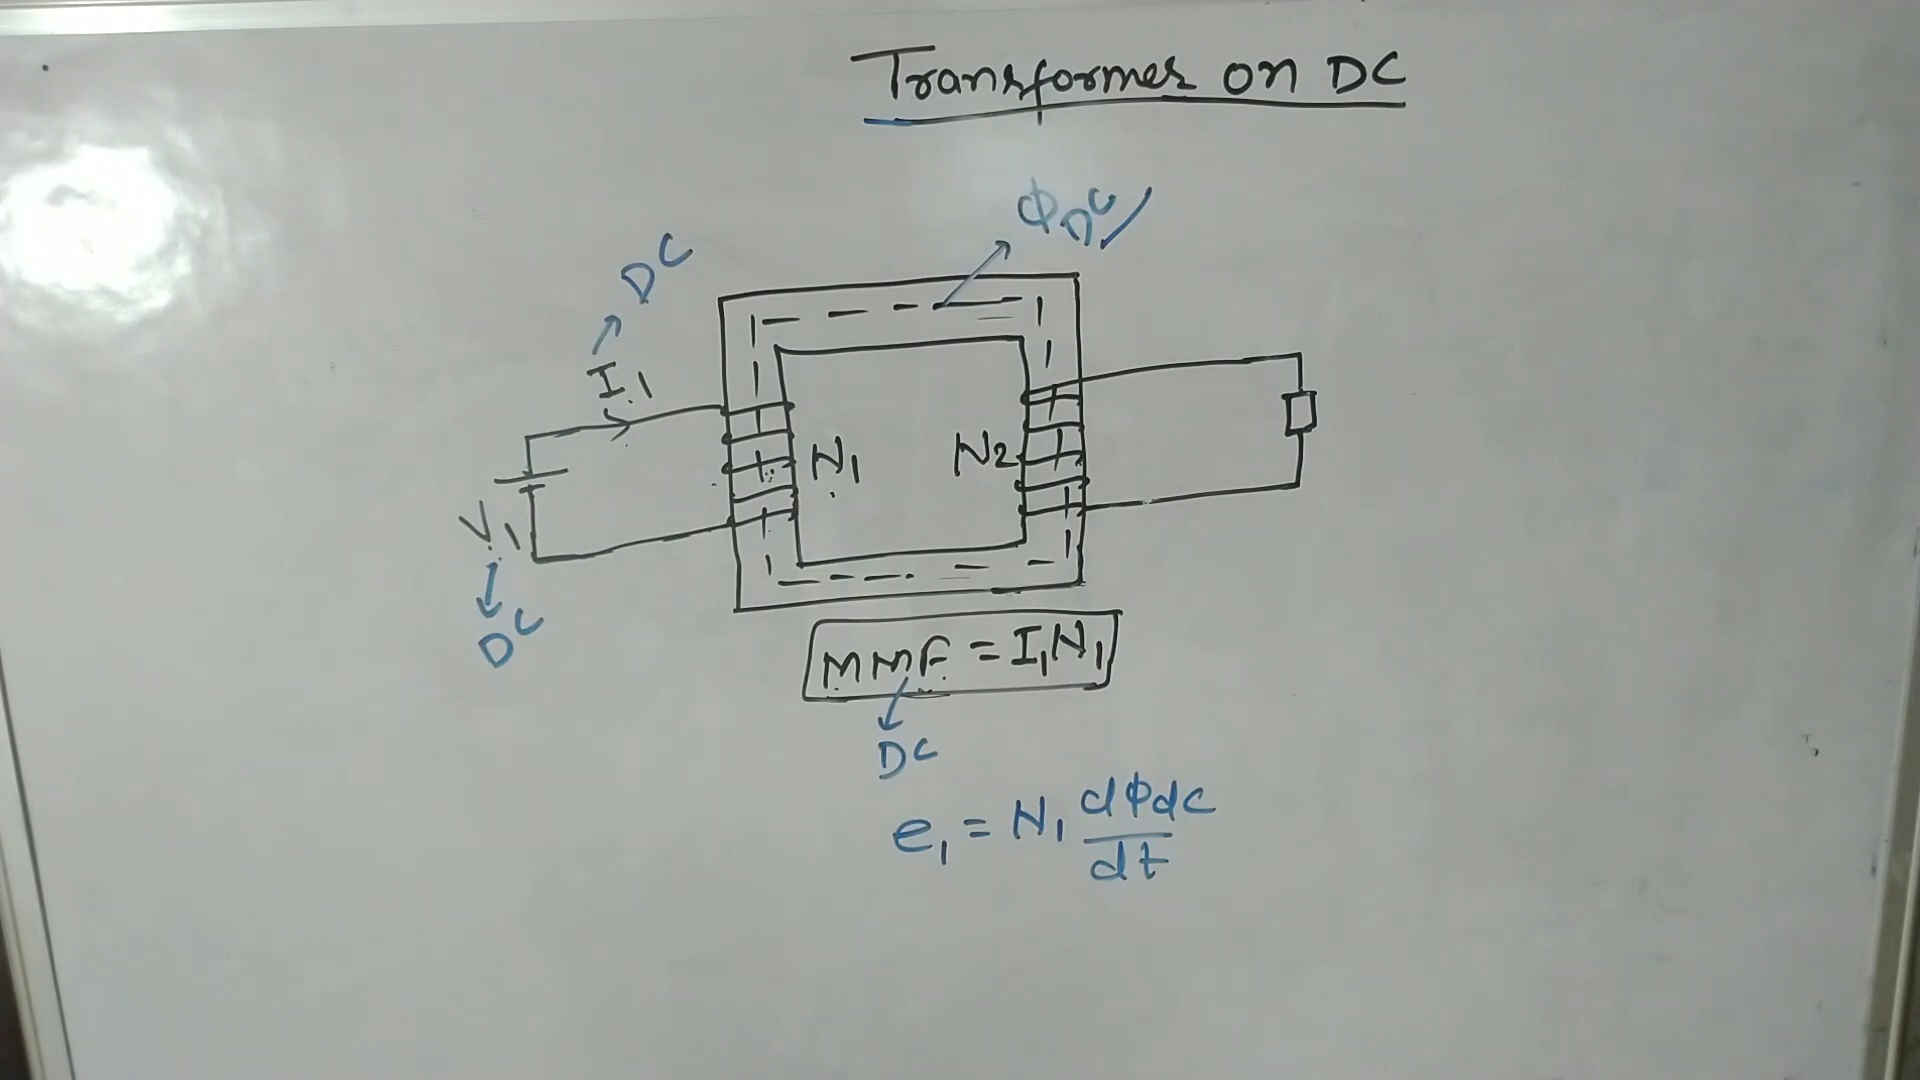 Transformer on DC
ΦDC
DC
I1
N1
N2
V1
DC
MMF = I1N1
DC
e1 = N1 dΦdc/dt